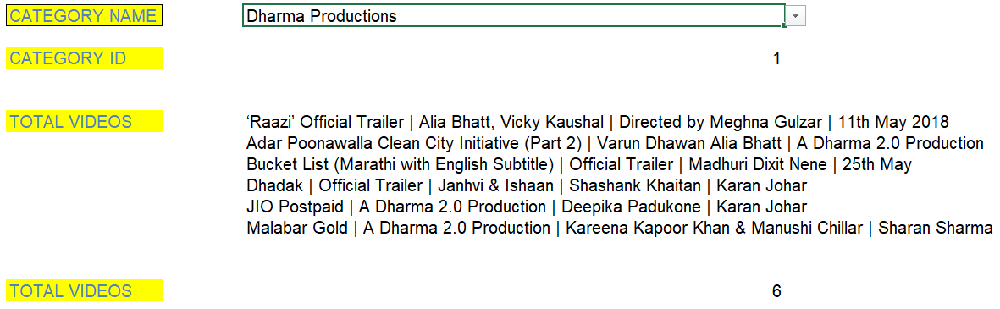 CATEGORY NAME Dharma Productions
CATEGORY ID 1
TOTAL VIDEOS ‘Raazi’ Official Trailer | Alia Bhatt, Vicky Kaushal | Directed by Meghna Gulzar | 11th May 2018
Adar Poonawalla Clean City Initiative (Part 2) | Varun Dhawan Alia Bhatt | A Dharma 2.0 Production
Bucket List (Marathi with English Subtitle) | Official Trailer | Madhuri Dixit Nene | 25th May
Dhadak | Official Trailer | Janhvi & Ishaan | Shashank Khaitan | Karan Johar
JIO Postpaid | A Dharma 2.0 Production | Deepika Padukone | Karan Johar
Malabar Gold | A Dharma 2.0 Production | Kareena Kapoor Khan & Manushi Chillar | Sharan Sharma
TOTAL VIDEOS 6